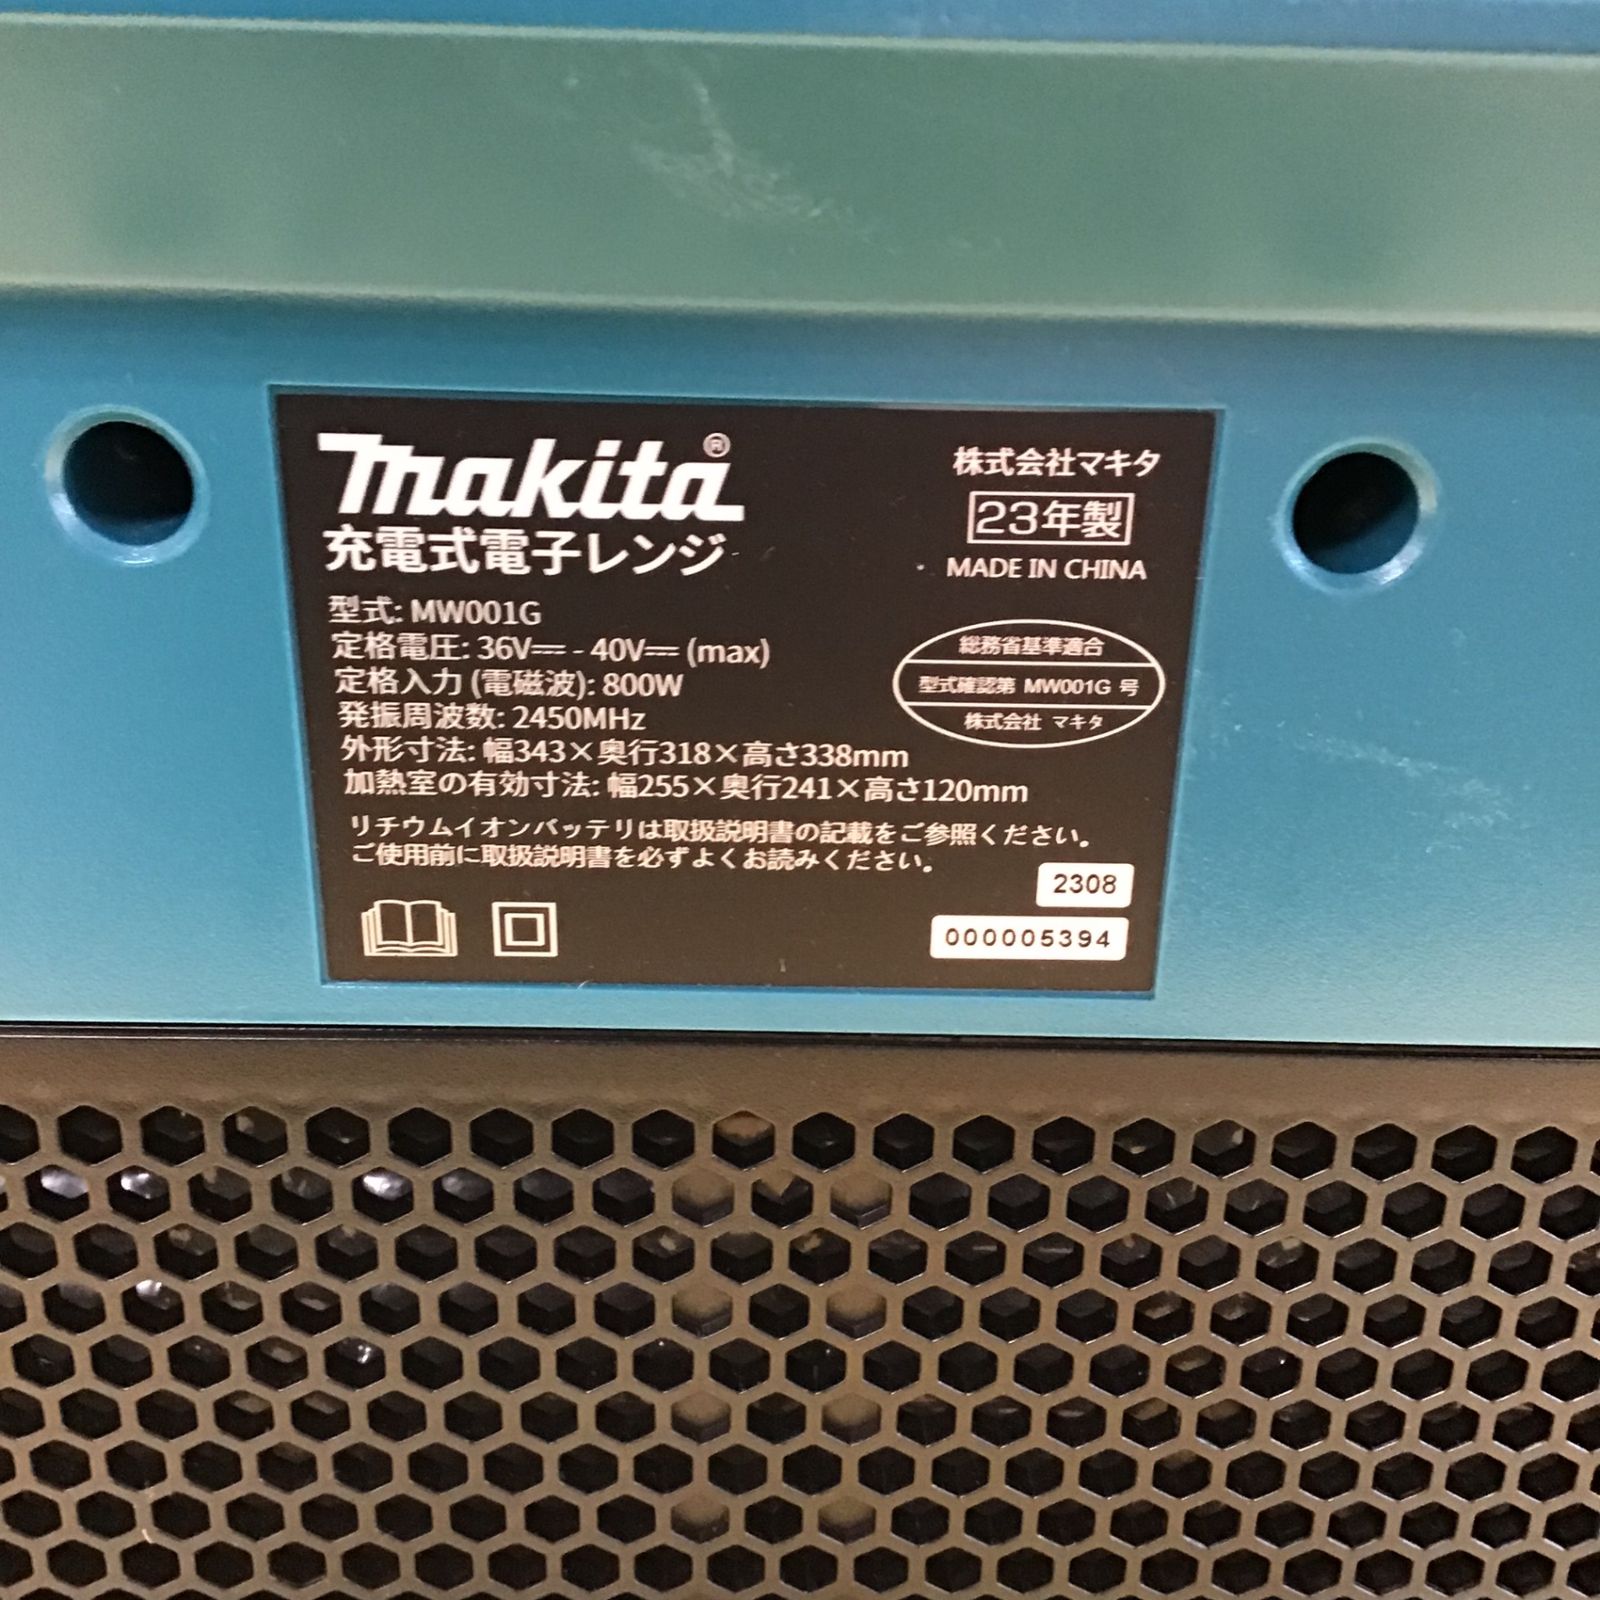 makita®
充電式電子レンジ
型式: MW001G
定格電圧: 36V⎓ - 40V⎓ (max)
定格入力 (電磁波): 800W
発振周波数: 2450MHz
外形寸法: 幅343×奥行318×高さ338mm
加熱室の有効寸法: 幅255×奥行241×高さ120mm
リチウムイオンバッテリは取扱説明書の記載をご参照ください。
ご使用前に取扱説明書を必ずよくお読みください。
株式会社マキタ
23年製
MADE IN CHINA
総務省基準適合
型式確認第 MW001G 号
株式会社 マキタ
2308
000005394